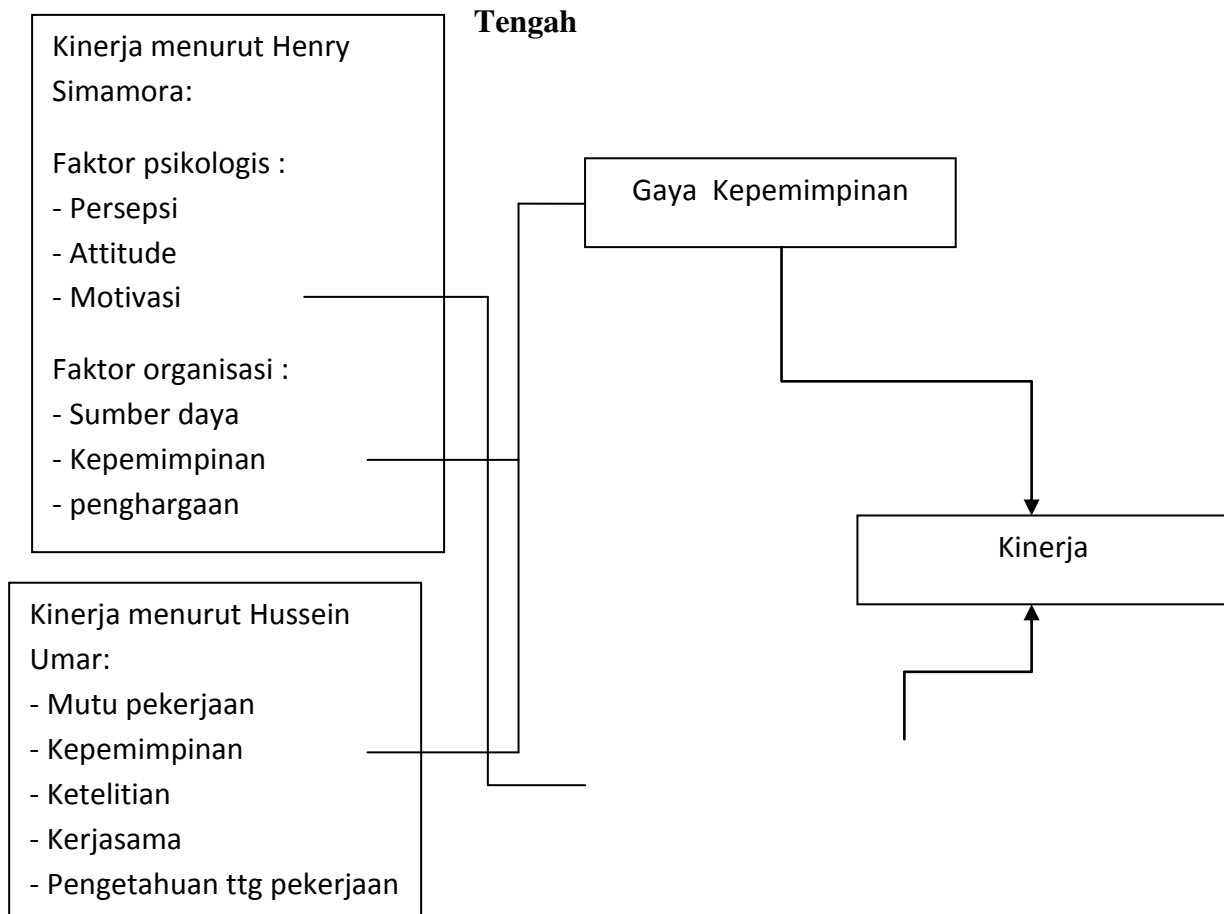 Tengah
Kinerja menurut Henry
Simamora:
Faktor psikologis :
- Persepsi
- Attitude
- Motivasi
Faktor organisasi :
- Sumber daya
- Kepemimpinan
- penghargaan
Gaya Kepemimpinan
Kinerja
Kinerja menurut Hussein
Umar:
- Mutu pekerjaan
- Kepemimpinan
- Ketelitian
- Kerjasama
- Pengetahuan ttg pekerjaan